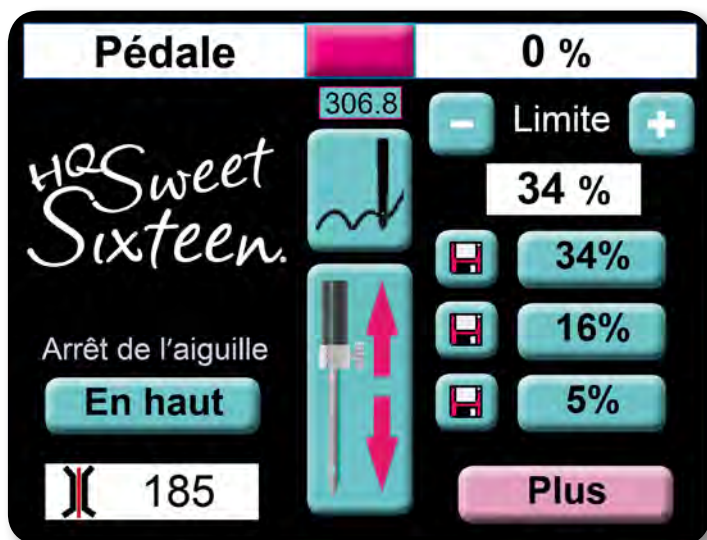 Pédale
0 %
306.8
- Limite +
34 %
HQ Sweet
Sixteen.
34%
16%
5%
Arrêt de l'aiguille
En haut
185
Plus